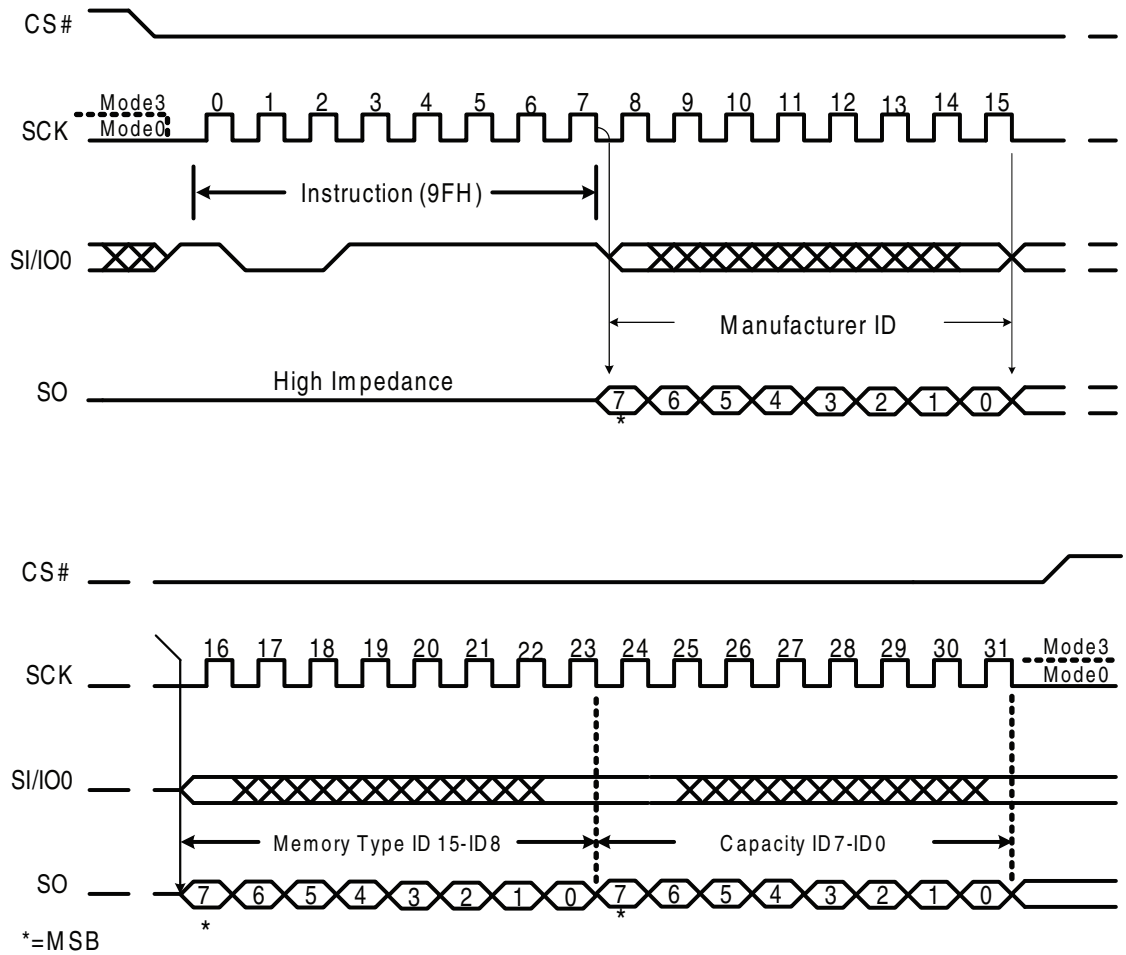 CS#
Mode3
0 1 2 3 4 5 6 7 8 9 10 11 12 13 14 15
SCK
Mode0
Instruction (9FH)
SI/IO0
Manufacturer ID
High Impedance
SO
7 6 5 4 3 2 1 0
*
CS#
16 17 18 19 20 21 22 23 24 25 26 27 28 29 30 31
Mode3
SCK
Mode0
SI/IO0
Memory Type ID 15-ID8
Capacity ID7-ID0
SO
7 6 5 4 3 2 1 0 7 6 5 4 3 2 1 0
* *
*=MSB